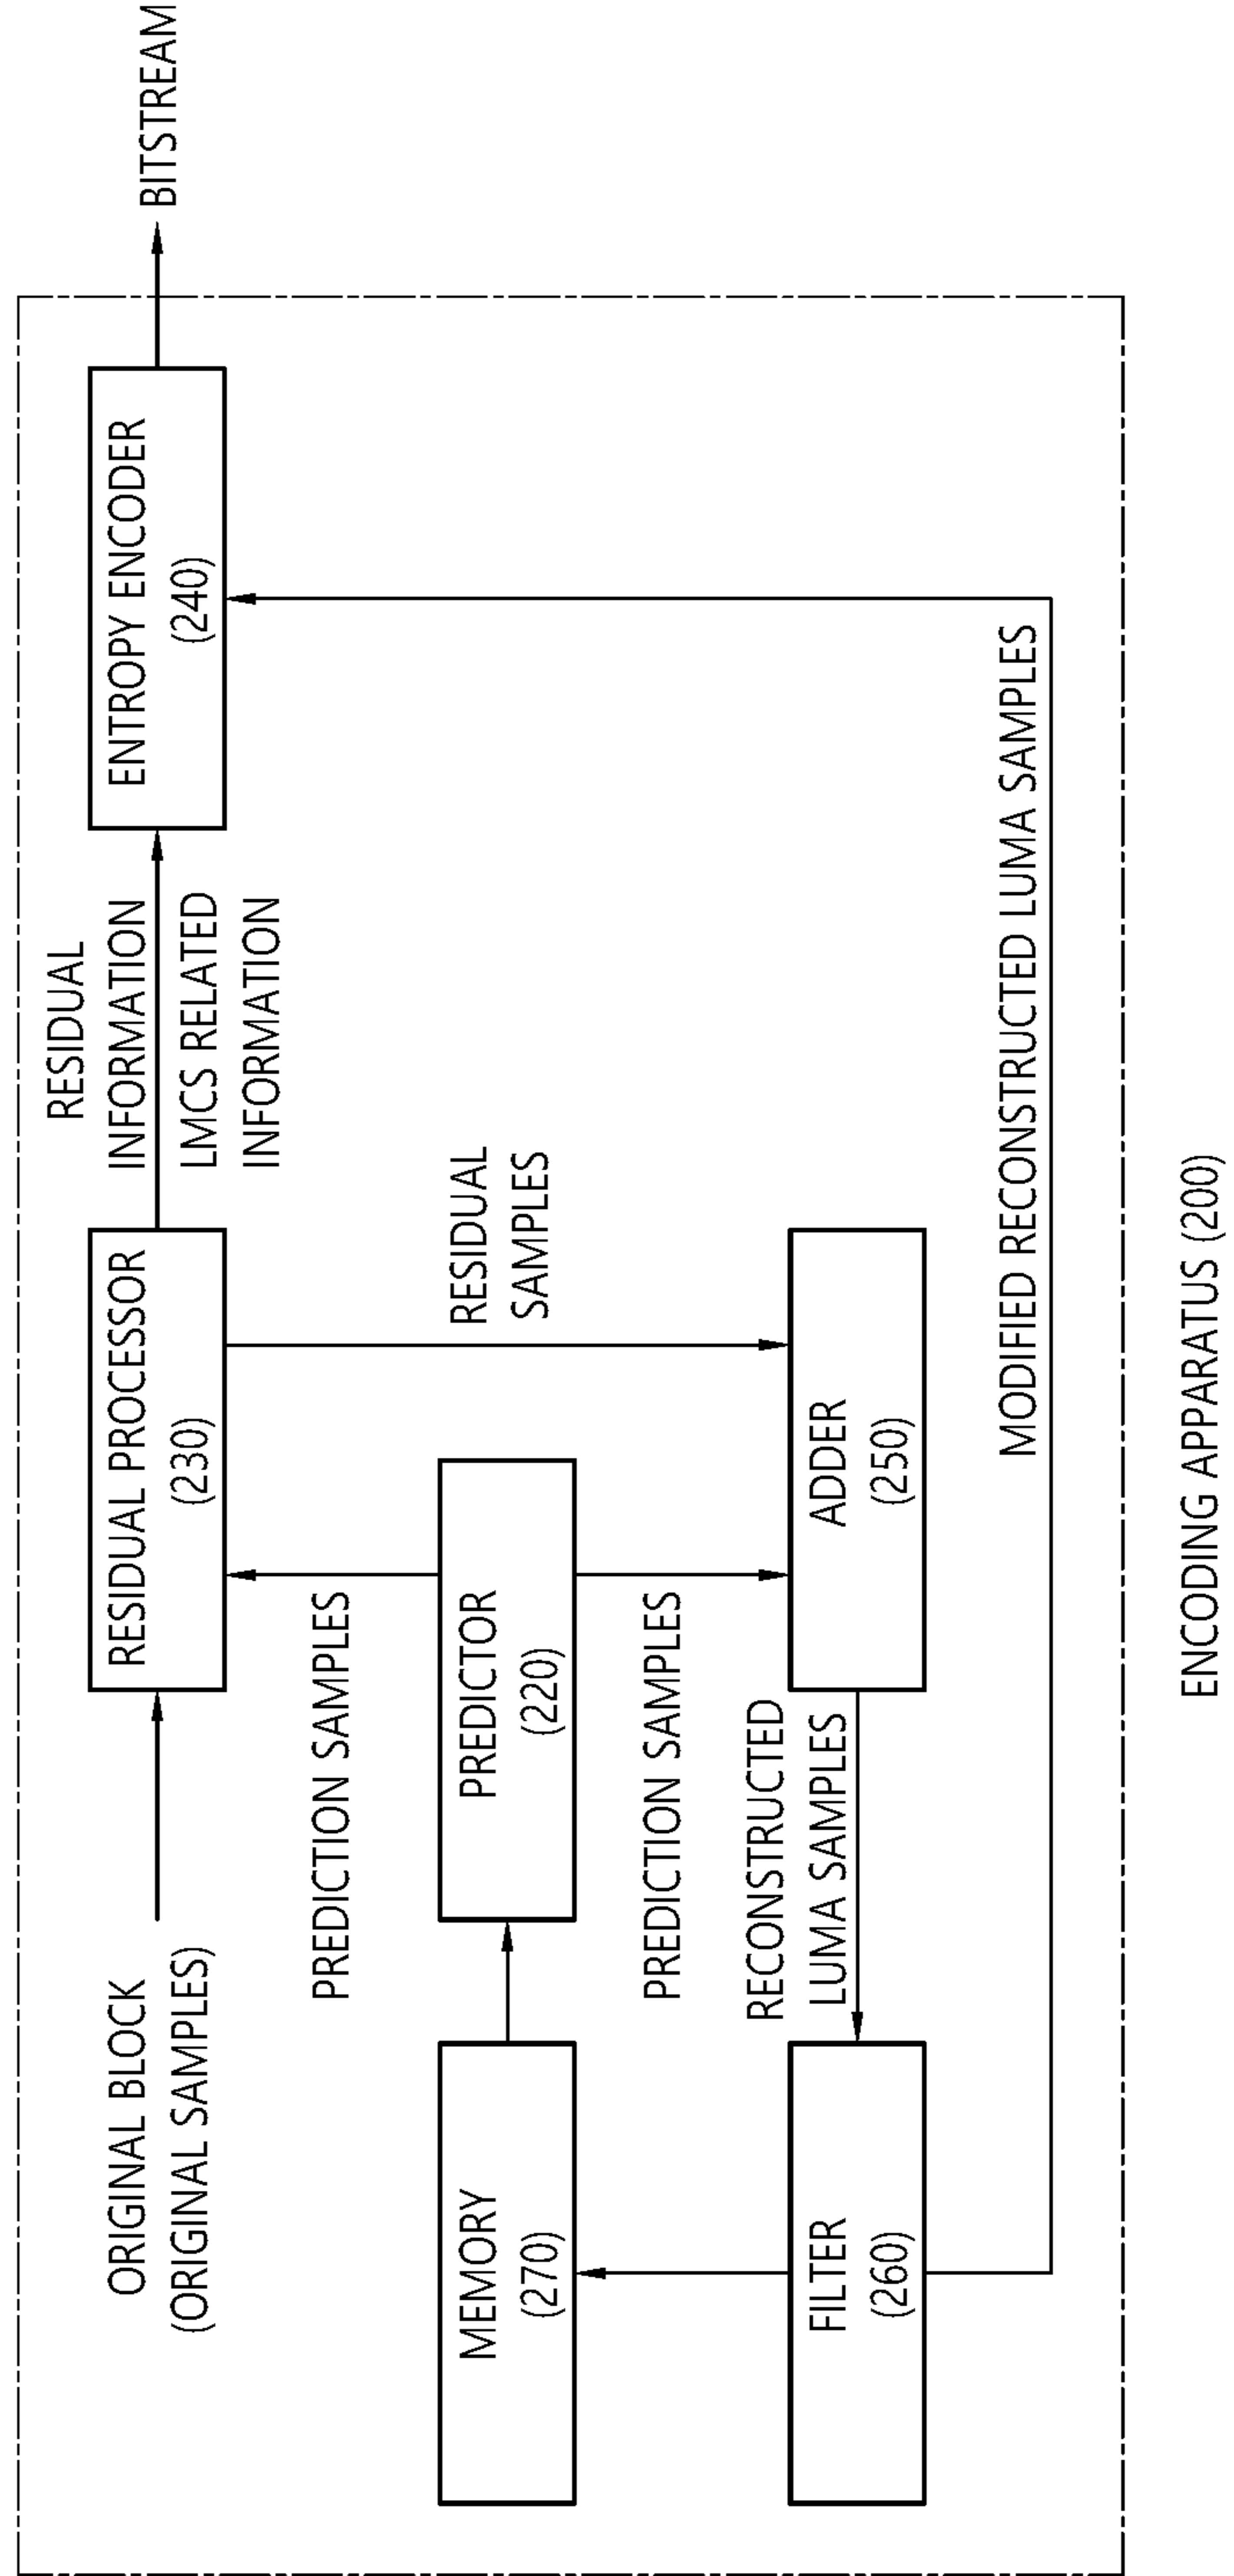 ORIGINAL BLOCK
(ORIGINAL SAMPLES)
RESIDUAL PROCESSOR
(230)
RESIDUAL
INFORMATION
LMCS RELATED
INFORMATION
ENTROPY ENCODER
(240)
BITSTREAM
PREDICTION SAMPLES
RESIDUAL
SAMPLES
MEMORY
(270)
PREDICTOR
(220)
PREDICTION SAMPLES
RECONSTRUCTED
LUMA SAMPLES
FILTER
(260)
ADDER
(250)
MODIFIED RECONSTRUCTED LUMA SAMPLES
ENCODING APPARATUS (200)